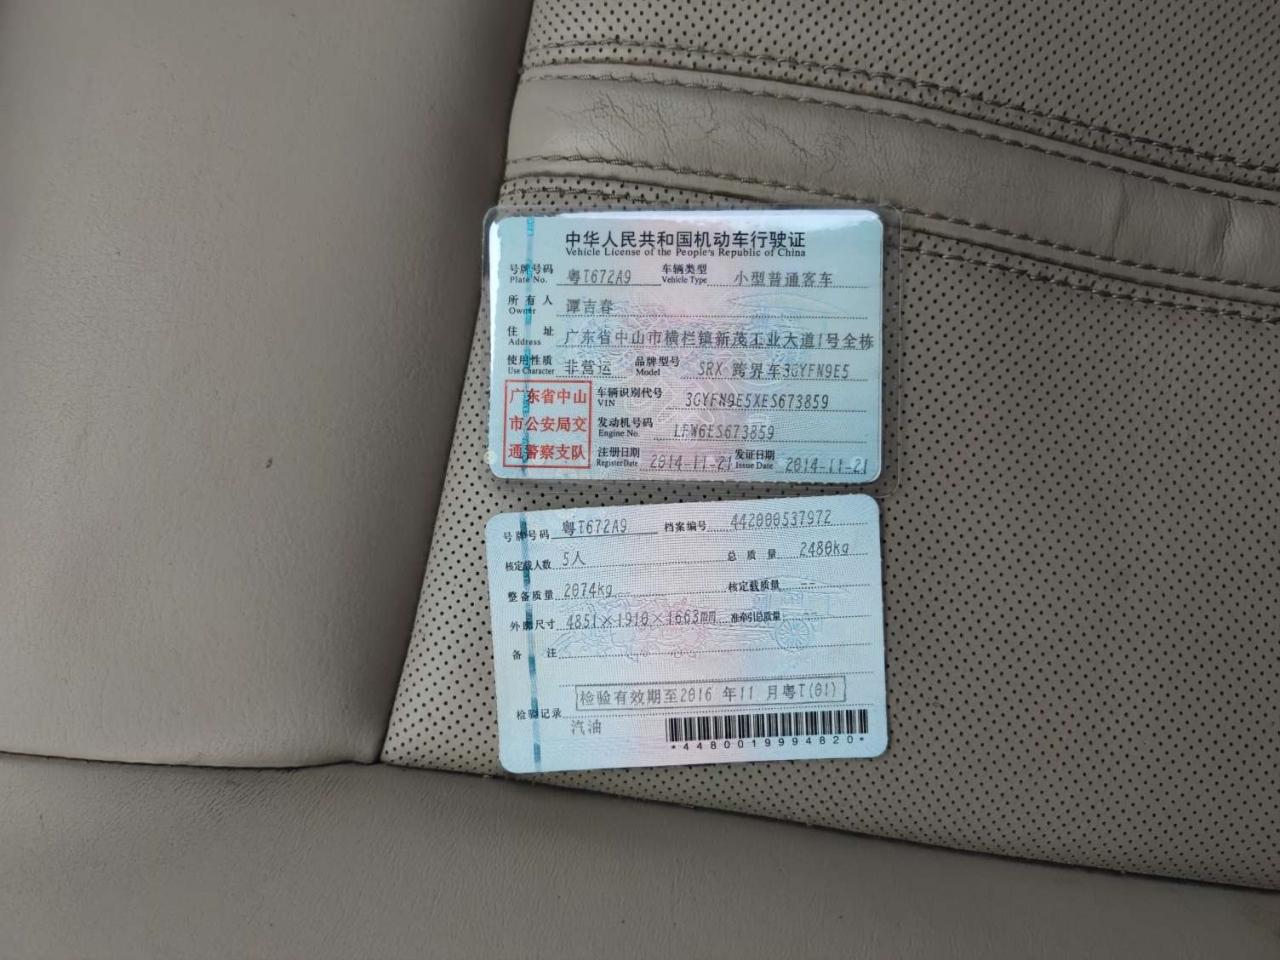 中华人民共和国机动车行驶证
Vehicle License of the People's Republic of China
号牌号码 粤T672A9 车辆类型 小型普通客车
Plate No. Vehicle Type
所有人 谭吉春
Owner
住址 广东省中山市横栏镇新茂工业大道1号全栋
Address
使用性质 非营运 品牌型号 SRX 跨界车3GYFN9E5
Use Character Model
广东省中山 车辆识别代号 3GYFN9E5XES673859
VIN
市公安局交 发动机号码 LFW6ES673859
Engine No.
通警察支队 注册日期 2014-11-21 发证日期 2014-11-21
Register Date Issue Date
号牌号码 粤T672A9 档案编号 442000537972
核定载人数 5人 总质量 2480kg
整备质量 2074kg 核定载质量 --
外廓尺寸 4851×1910×1663mm 准牵引总质量 --
备注
检验有效期至2016 年11 月粤T(01)
检验记录
汽油
*4480019994820*